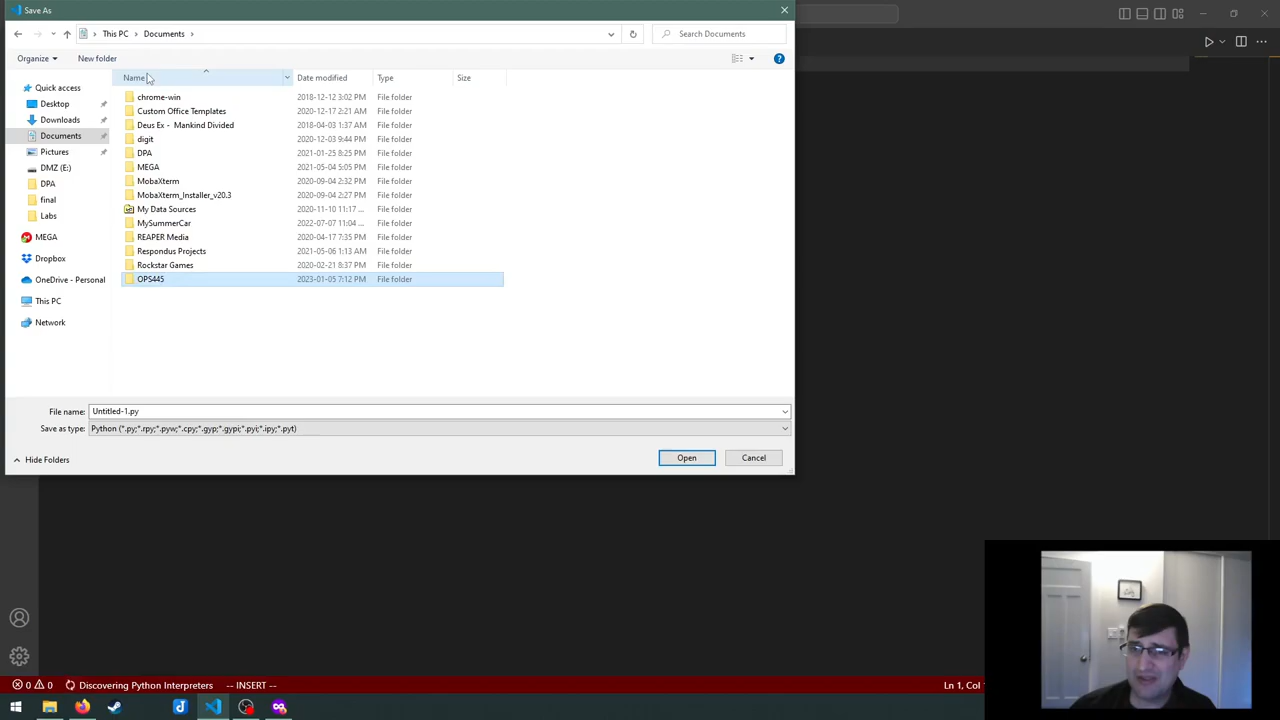 Save As
This PC
Documents
Search Documents
Organize
New folder
Name
Date modified
Type
Size
Quick access
Desktop
Downloads
Documents
Pictures
DMZ (E:)
DPA
final
Labs
MEGA
Dropbox
OneDrive - Personal
This PC
Network
chrome-win 2018-12-12 3:02 PM File folder
Custom Office Templates 2020-12-17 2:21 AM File folder
Deus Ex - Mankind Divided 2018-04-03 1:37 AM File folder
digit 2020-12-03 9:44 PM File folder
DPA 2021-01-25 8:25 PM File folder
MEGA 2021-05-04 5:05 PM File folder
MobaXterm 2020-09-04 2:32 PM File folder
MobaXterm_Installer_v20.3 2020-09-04 2:27 PM File folder
My Data Sources 2020-11-10 11:17 ... File folder
MySummerCar 2022-07-07 11:04 ... File folder
REAPER Media 2020-04-17 7:35 PM File folder
Respondus Projects 2021-05-06 1:13 AM File folder
Rockstar Games 2020-02-21 8:37 PM File folder
OPS445 2023-01-05 7:12 PM File folder
File name: Untitled-1.py
Save as type: Python (*.py;*.rpy;*.pyw;*.cpy;*.gyp;*.gypi;*.pyi;*.ipy;*.pyt)
Hide Folders
Open
Cancel
0 0 Discovering Python Interpreters -- INSERT -- Ln 1, Col